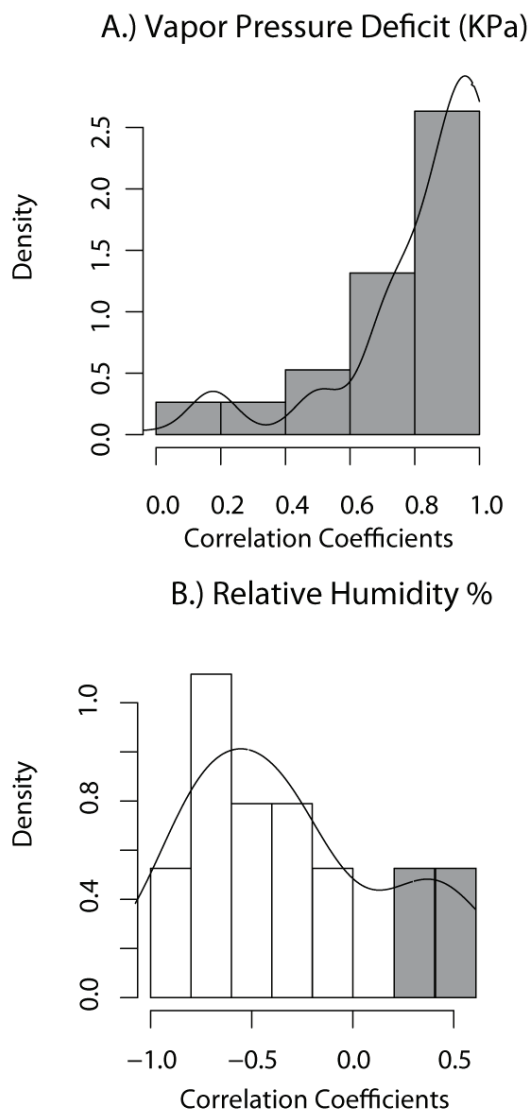 A.) Vapor Pressure Deficit (KPa)
Density
2.5
2.0
1.5
1.0
0.5
0.0
0.0 0.2 0.4 0.6 0.8 1.0
Correlation Coefficients
B.) Relative Humidity %
Density
1.0
0.8
0.4
0.0
−1.0 −0.5 0.0 0.5
Correlation Coefficients